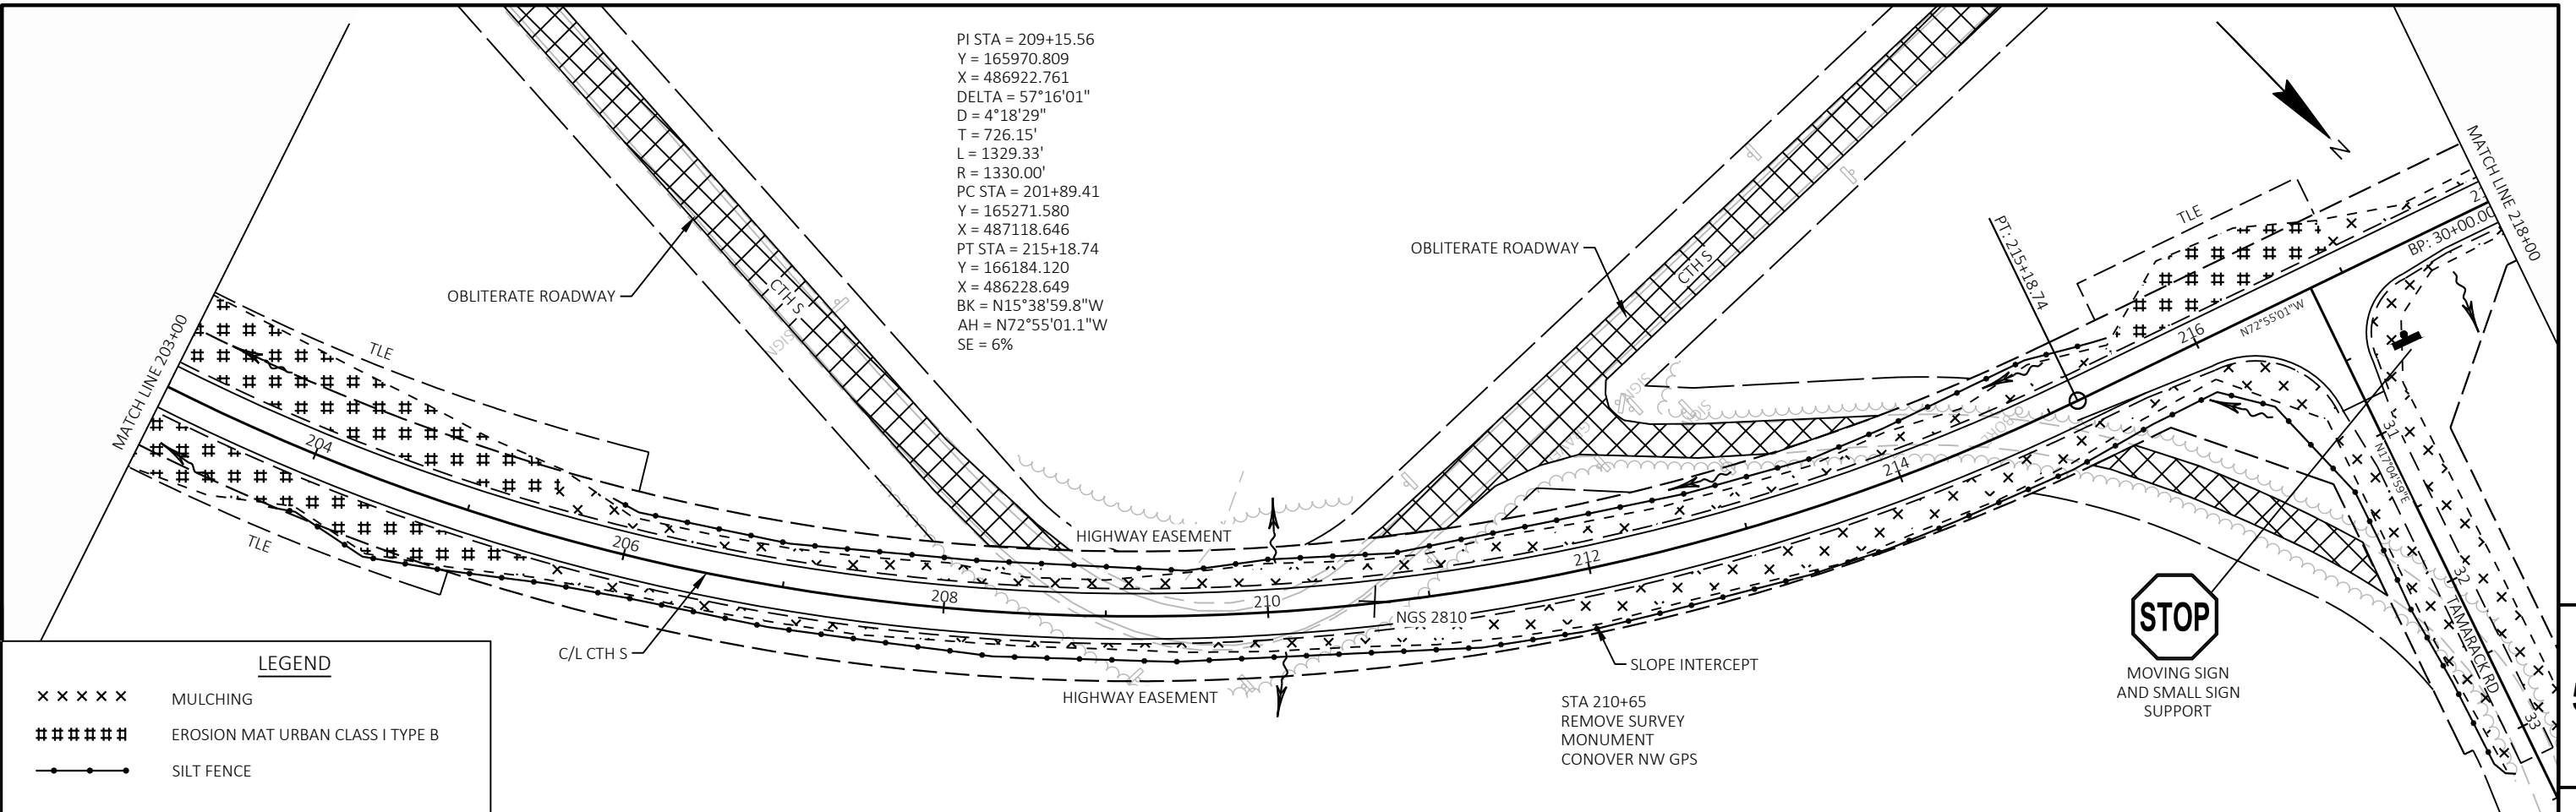 PI STA = 209+15.56
Y = 165970.809
X = 486922.761
DELTA = 57°16'01"
D = 4°18'29"
T = 726.15'
L = 1329.33'
R = 1330.00'
PC STA = 201+89.41
Y = 165271.580
X = 487118.646
PT STA = 215+18.74
Y = 166184.120
X = 486228.649
BK = N15°38'59.8"W
AH = N72°55'01.1"W
SE = 6%
N
MATCH LINE 203+00
MATCH LINE 218+00
OBLITERATE ROADWAY
CTH S
SIGN
OBLITERATE ROADWAY
CTH S
SIGN
SIGN
PT: 215+18.74
TLE
BP: 30+00.00
N72°55'01"W
TLE
TLE
204
206
208
210
212
214
216
31
N17°04'59"E
32
TAMARACK RD
33
HIGHWAY EASEMENT
HIGHWAY EASEMENT
NGS 2810
C/L CTH S
SLOPE INTERCEPT
STA 210+65
REMOVE SURVEY
MONUMENT
CONOVER NW GPS
STOP
MOVING SIGN
AND SMALL SIGN
SUPPORT
LEGEND
MULCHING
EROSION MAT URBAN CLASS I TYPE B
SILT FENCE